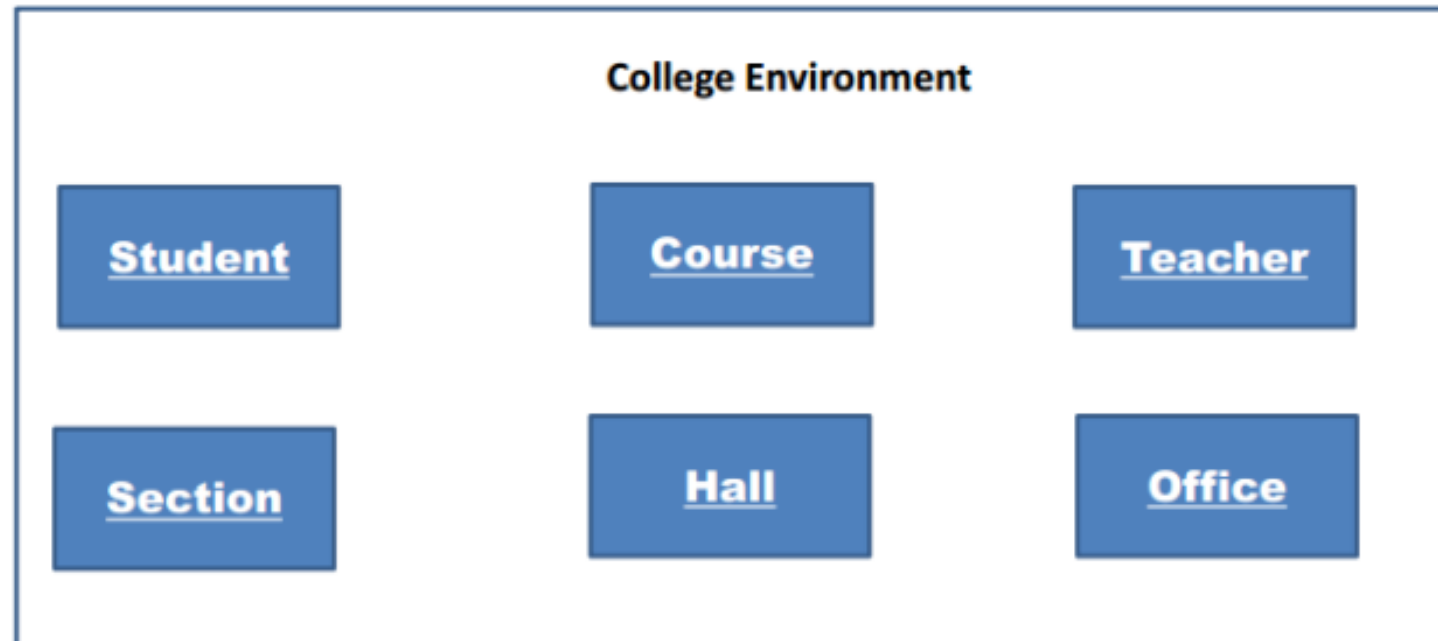 College Environment
Student
Course
Teacher
Section
Hall
Office